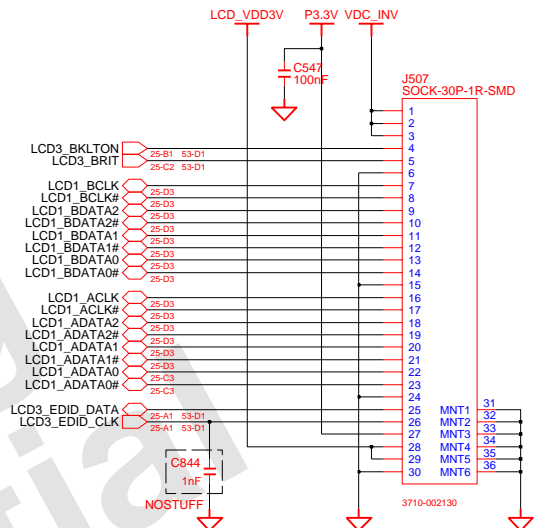 LCD_VDD3V P3.3V VDC_INV
C547
100nF
J507
SOCK-30P-1R-SMD
1
2
3
LCD3_BKLTON 25-B1 53-D1 4
LCD3_BRIT 25-C2 53-D1 5
6
LCD1_BCLK 25-D3 7
LCD1_BCLK# 25-D3 8
LCD1_BDATA2 25-D3 9
LCD1_BDATA2# 25-D3 10
LCD1_BDATA1 25-D3 11
LCD1_BDATA1# 25-D3 12
LCD1_BDATA0 25-D3 13
LCD1_BDATA0# 25-D3 14
15
LCD1_ACLK 25-D3 16
LCD1_ACLK# 25-D3 17
LCD1_ADATA2 25-D3 18
LCD1_ADATA2# 25-D3 19
LCD1_ADATA1 25-D3 20
LCD1_ADATA1# 25-D3 21
LCD1_ADATA0 25-C3 22
LCD1_ADATA0# 25-C3 23
24
LCD3_EDID_DATA 25-A1 53-D1 25 MNT1 31
LCD3_EDID_CLK 25-A1 53-D1 26 MNT2 32
27 MNT3 33
28 MNT4 34
29 MNT5 35
30 MNT6 36
C844
1nF
NOSTUFF
3710-002130